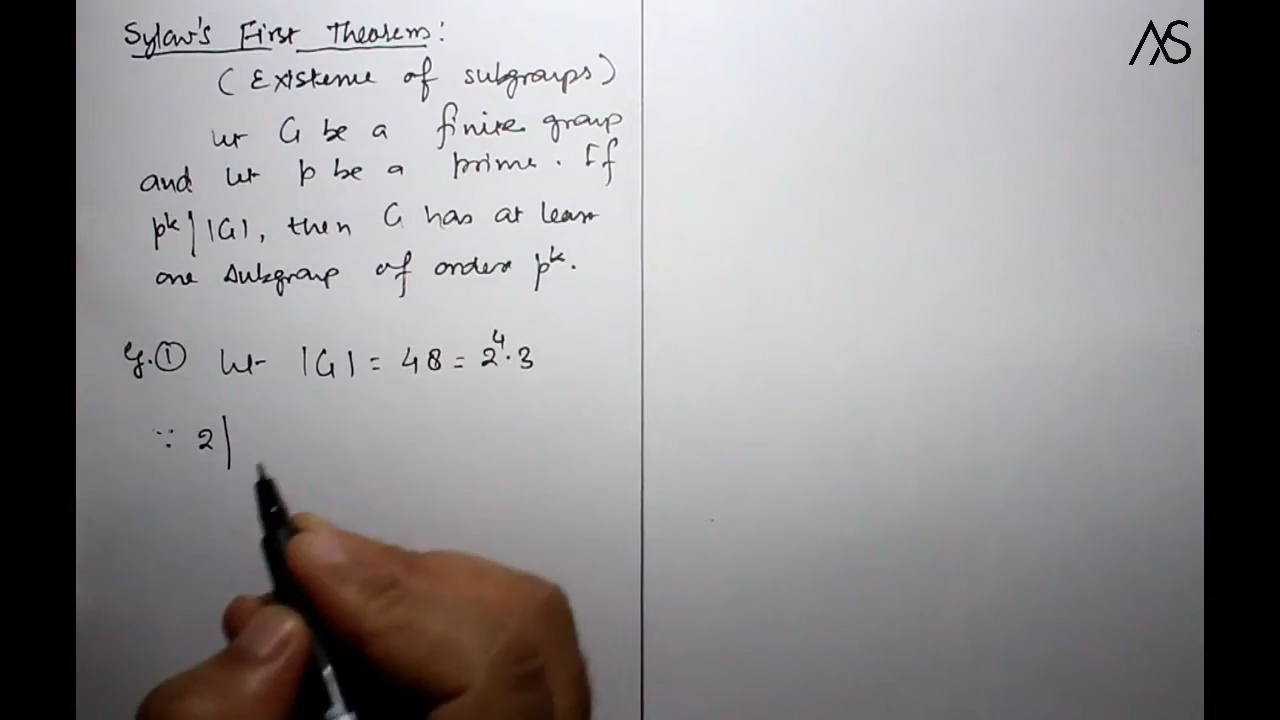 Sylow's First Theorem:
(Existence of subgroups)
Let G be a finite group
and let p be a prime. If
p^k | |G|, then G has at least
one subgroup of order p^k.
Eg. ① Let |G| = 48 = 2^4 · 3
∵ 2 |
AS